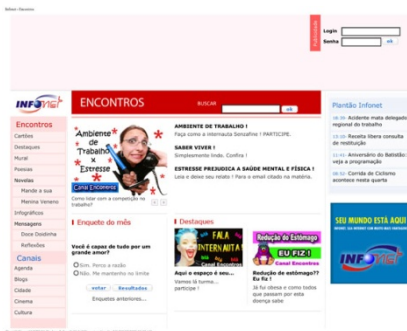 Publicidade
Login
Senha
ok
INFONET
ENCONTROS
BUSCAR
ok
Encontros
Cartões
Destaques
Mural
Poesias
Novelas
Mande a sua
Menina Veneno
Infográficos
Mensagens
Doce Doidinha
Reflexões
Canais
Agenda
Blogs
Cidade
Cinema
Cultura
Ambiente
de
Trabalho
x
Estresse
Canal Encontros
Como lidar com a competição no
trabalho?
AMBIENTE DE TRABALHO !
Faça como a internauta Sonzafine ! PARTICIPE.
SABER VIVER !
Simplesmente lindo. Confira !
ESTRESSE PREJUDICA A SAÚDE MENTAL E FÍSICA !
Leia e deixe seu relato ! Para o email citado na matéria.
Enquete do mês
Você é capaz de tudo por um
grande amor?
Sim. Perco a razão
Não. Me mantenho no limite
votar
Resultados
Enquetes anteriores...
Destaques
FALA
INTERNAUTA!
Canal Encontros
Aqui o espaço é seu...
Vamos lá turma...
participe !
Redução do Estômago
EU FIZ !
Canal Encontros
Redução de estômago??
Eu fiz !
Já fui obesa e como todos
que passam por esta
doença sabe
Plantão Infonet
Acidente mata delegado
regional do trabalho
Receita libera consulta
de restituição
Aniversário do Batistão:
veja a programação
Corrida de Ciclismo
acontece nesta quarta
SEU MUNDO ESTÁ AQUI
INFONET